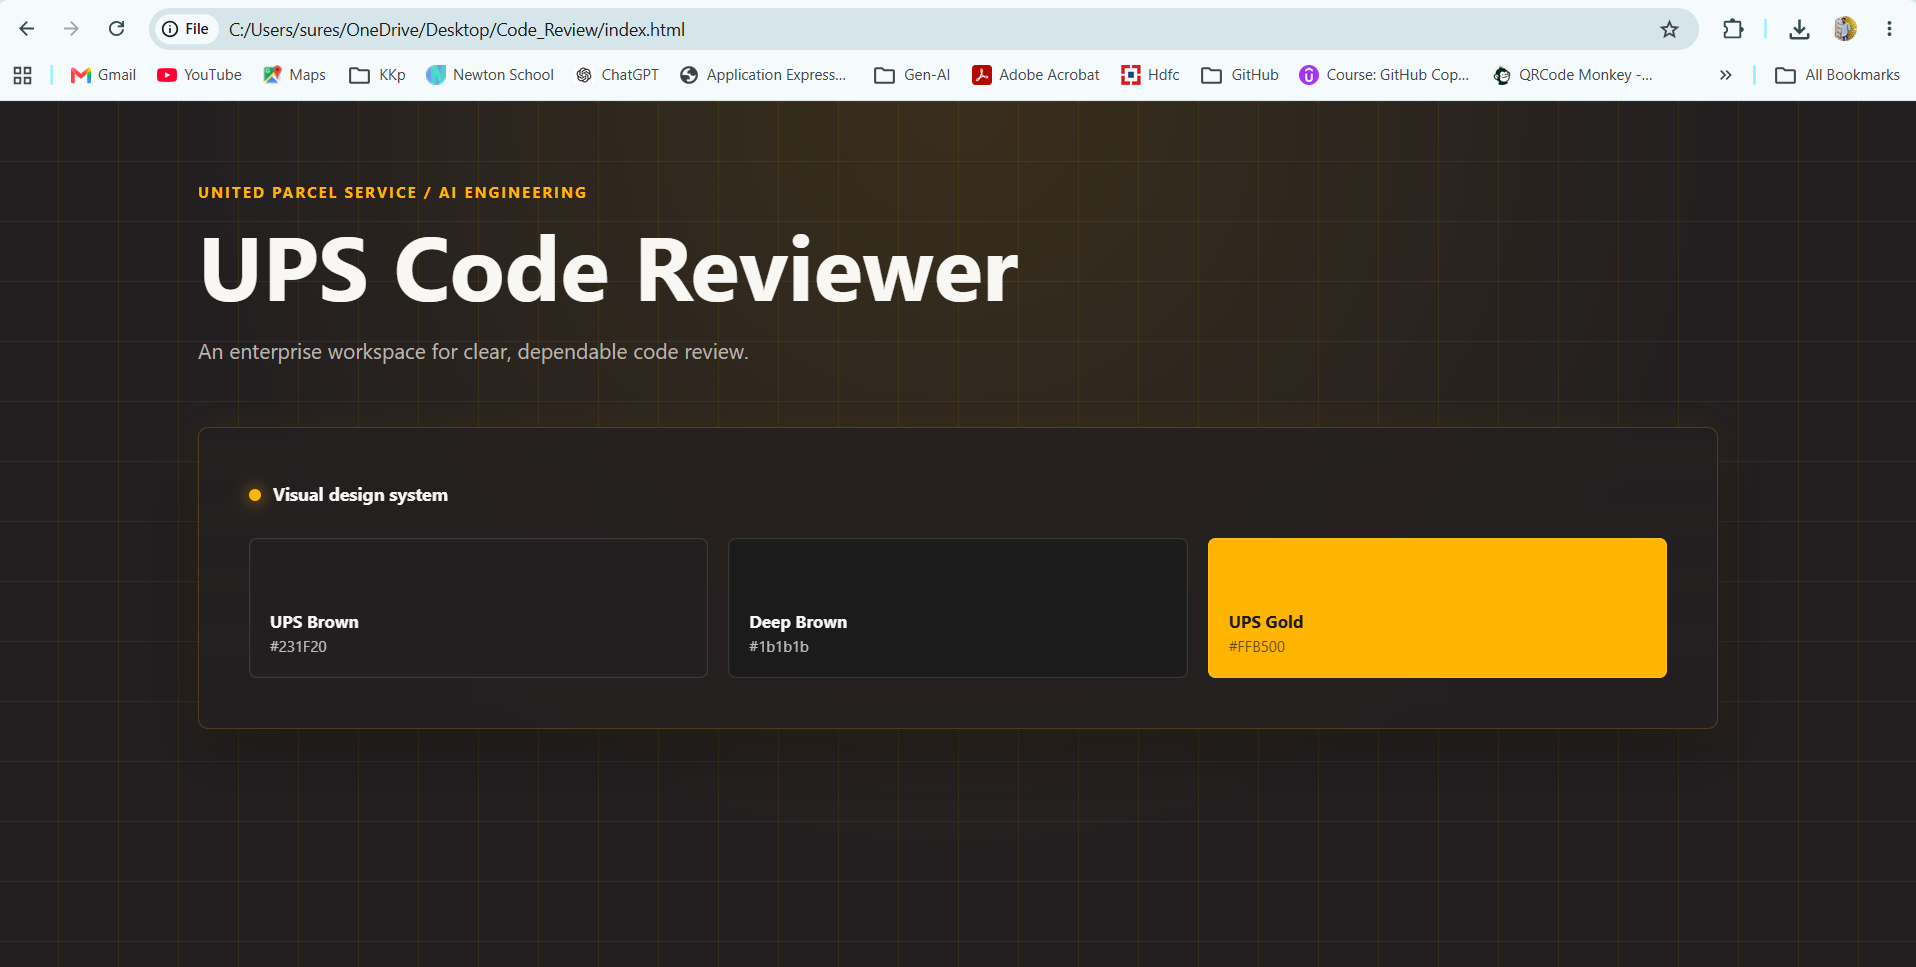 File C:/Users/sures/OneDrive/Desktop/Code_Review/index.html
Gmail YouTube Maps KKp Newton School ChatGPT Application Express... Gen-AI Adobe Acrobat Hdfc GitHub Course: GitHub Cop... QRCode Monkey -... All Bookmarks
UNITED PARCEL SERVICE / AI ENGINEERING
UPS Code Reviewer
An enterprise workspace for clear, dependable code review.
Visual design system
UPS Brown
#231F20
Deep Brown
#1b1b1b
UPS Gold
#FFB500